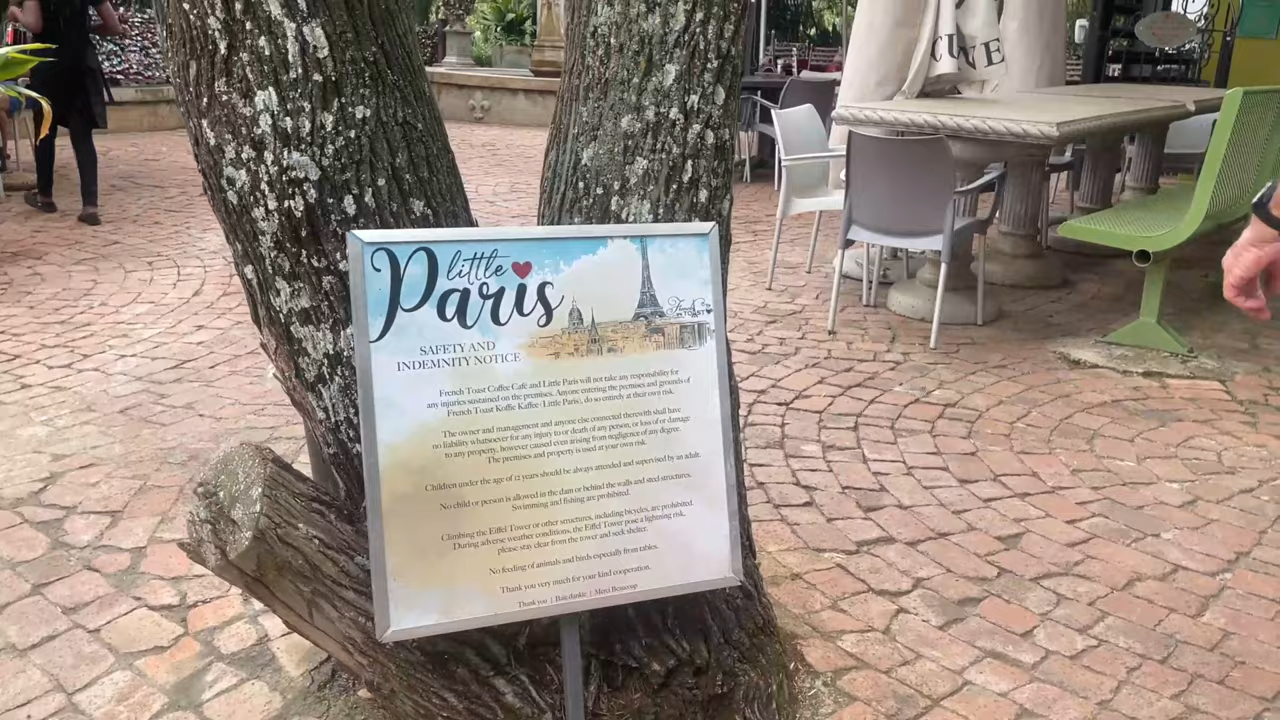 little
Paris
French
TOAST
SAFETY AND
INDEMNITY NOTICE
French Toast Coffee Café and Little Paris will not take any responsibility for
any injuries sustained on the premises. Anyone entering the premises and grounds of
French Toast Koffie Kaffee (Little Paris), do so entirely at their own risk.
The owner and management and anyone else connected therewith shall have
no liability whatsoever for any injury to or death of any person, or loss of or damage
to any property, however caused even arising from negligence of any degree.
The premises and property is used at your own risk.
Children under the age of 12 years should be always attended and supervised by an adult.
No child or person is allowed in the dam or behind the walls and steel structures.
Swimming and fishing are prohibited.
Climbing the Eiffel Tower or other structures, including bicycles, are prohibited.
During adverse weather conditions, the Eiffel Tower pose a lightening risk,
please stay clear from the tower and seek shelter.
No feeding of animals and birds especially from tables.
Thank you very much for your kind cooperation.
Thank you | Baie dankie | Merci Beaucoup